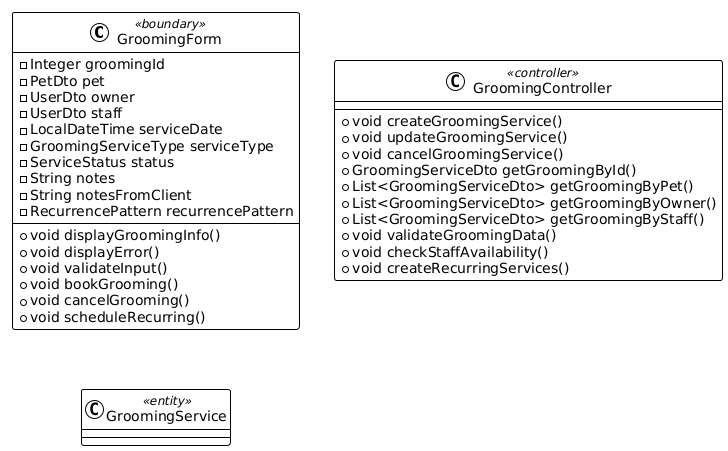 «boundary»
C GroomingForm
Integer groomingId
PetDto pet
UserDto owner
UserDto staff
LocalDateTime serviceDate
GroomingServiceType serviceType
ServiceStatus status
String notes
String notesFromClient
RecurrencePattern recurrencePattern
void displayGroomingInfo()
void displayError()
void validateInput()
void bookGrooming()
void cancelGrooming()
void scheduleRecurring()
«controller»
C GroomingController
void createGroomingService()
void updateGroomingService()
void cancelGroomingService()
GroomingServiceDto getGroomingById()
List<GroomingServiceDto> getGroomingByPet()
List<GroomingServiceDto> getGroomingByOwner()
List<GroomingServiceDto> getGroomingByStaff()
void validateGroomingData()
void checkStaffAvailability()
void createRecurringServices()
«entity»
C GroomingService